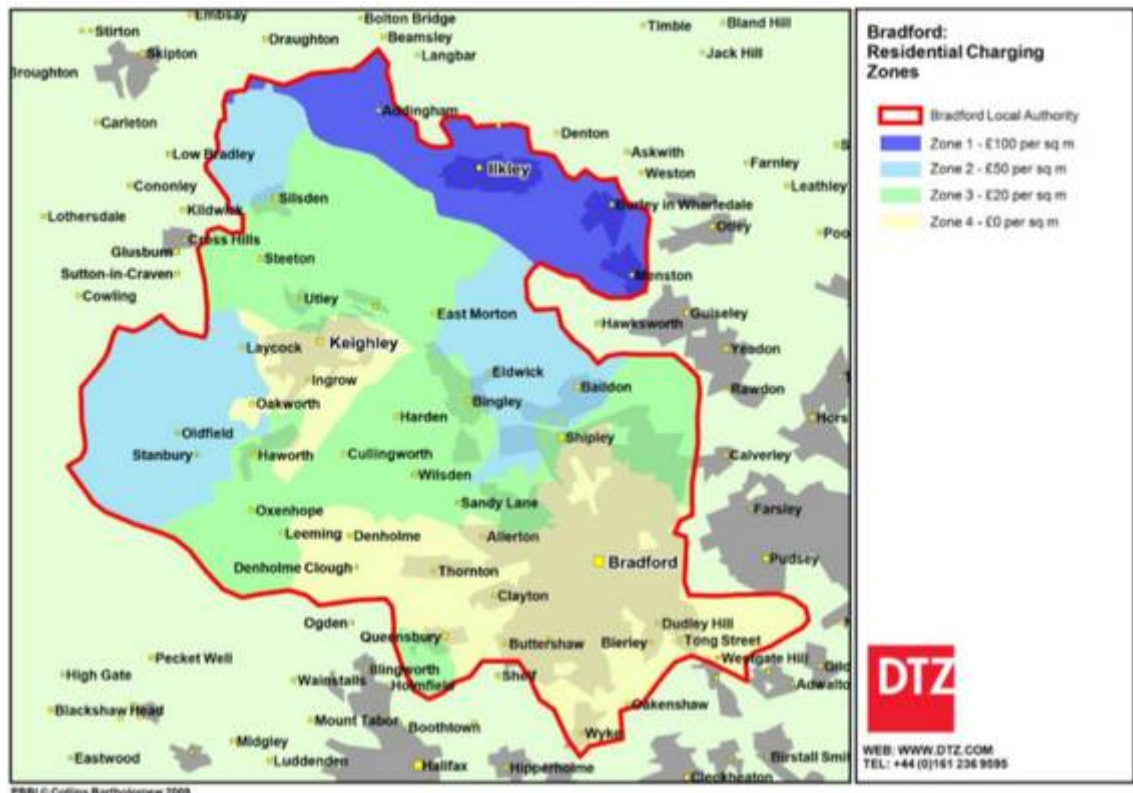 Embsay
Stirton
Skipton
Broughton
Draughton
Bolton Bridge
Beamsley
Langbar
Timble
Bland Hill
Jack Hill
Carleton
Addingham
Denton
Askwith
Weston
Farnley
Leathley
Low Bradley
Cononley
Kildwick
Lothersdale
Silsden
Ilkley
Burley in Wharfedale
Otley
Poo
Cross Hills
Glusburn
Sutton-in-Craven
Cowling
Steeton
Utley
East Morton
Menston
Hawksworth
Guiseley
Yeadon
Rawdon
Hors
Laycock
Keighley
Ingrow
Oakworth
Eldwick
Bingley
Baildon
Harden
Oldfield
Stanbury
Haworth
Cullingworth
Wilsden
Shipley
Calverley
Farsley
Pudsey
Oxenhope
Sandy Lane
Leeming
Denholme
Allerton
Bradford
Denholme Clough
Thornton
Clayton
Ogden
Queensbury
Buttershaw
Bierley
Dudley Hill
Tong Street
Westgate Hill
Adwalto
Pecket Well
High Gate
Wainstalls
Illingworth
Holmfield
Shelf
Oakenshaw
Blackshaw Head
Mount Tabor
Boothtown
Wyke
Eastwood
Midgley
Luddenden
Halifax
Hipperholme
Cleckheaton
Birstall Smi
Bradford:
Residential Charging
Zones
Bradford Local Authority
Zone 1 - £100 per sq m
Zone 2 - £50 per sq m
Zone 3 - £20 per sq m
Zone 4 - £0 per sq m
DTZ
WEB: WWW.DTZ.COM
TEL: +44 (0)161 236 9595
© Collins Bartholomew 2009